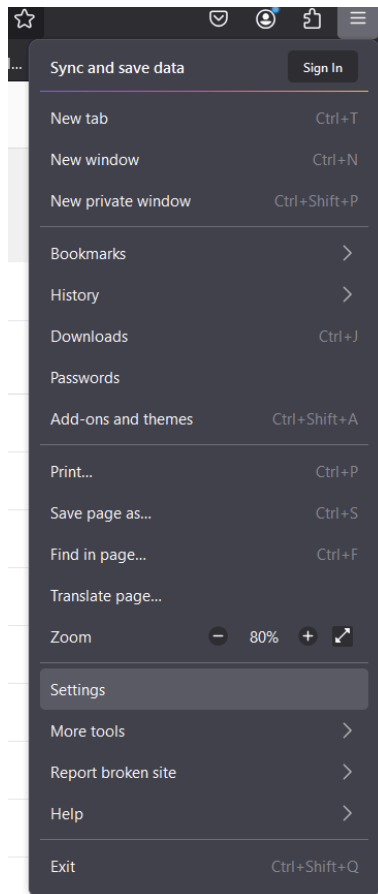 l...
Sync and save data Sign In
New tab Ctrl+T
New window Ctrl+N
New private window Ctrl+Shift+P
Bookmarks
History
Downloads Ctrl+J
Passwords
Add-ons and themes Ctrl+Shift+A
Print... Ctrl+P
Save page as... Ctrl+S
Find in page... Ctrl+F
Translate page...
Zoom 80%
Settings
More tools
Report broken site
Help
Exit Ctrl+Shift+Q